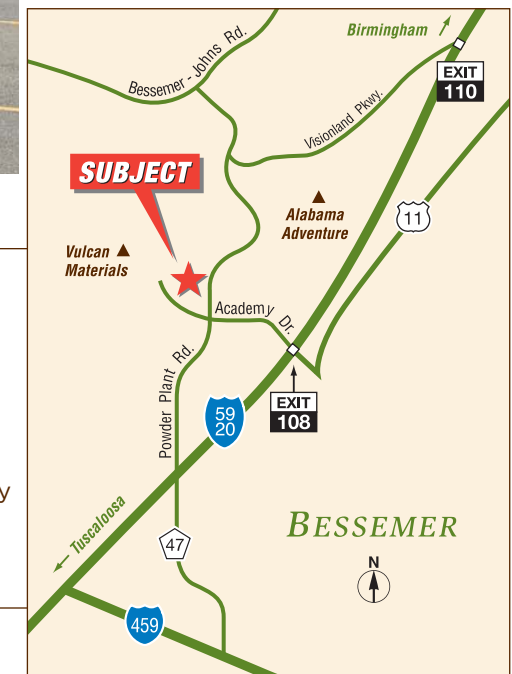 Birmingham
EXIT
110
Bessemer - Johns Rd.
Visionland Pkwy.
SUBJECT
Alabama
Adventure
11
Vulcan
Materials
Academy Dr.
Powder Plant Rd.
EXIT
108
59
20
y
Tuscaloosa
BESSEMER
47
N
459